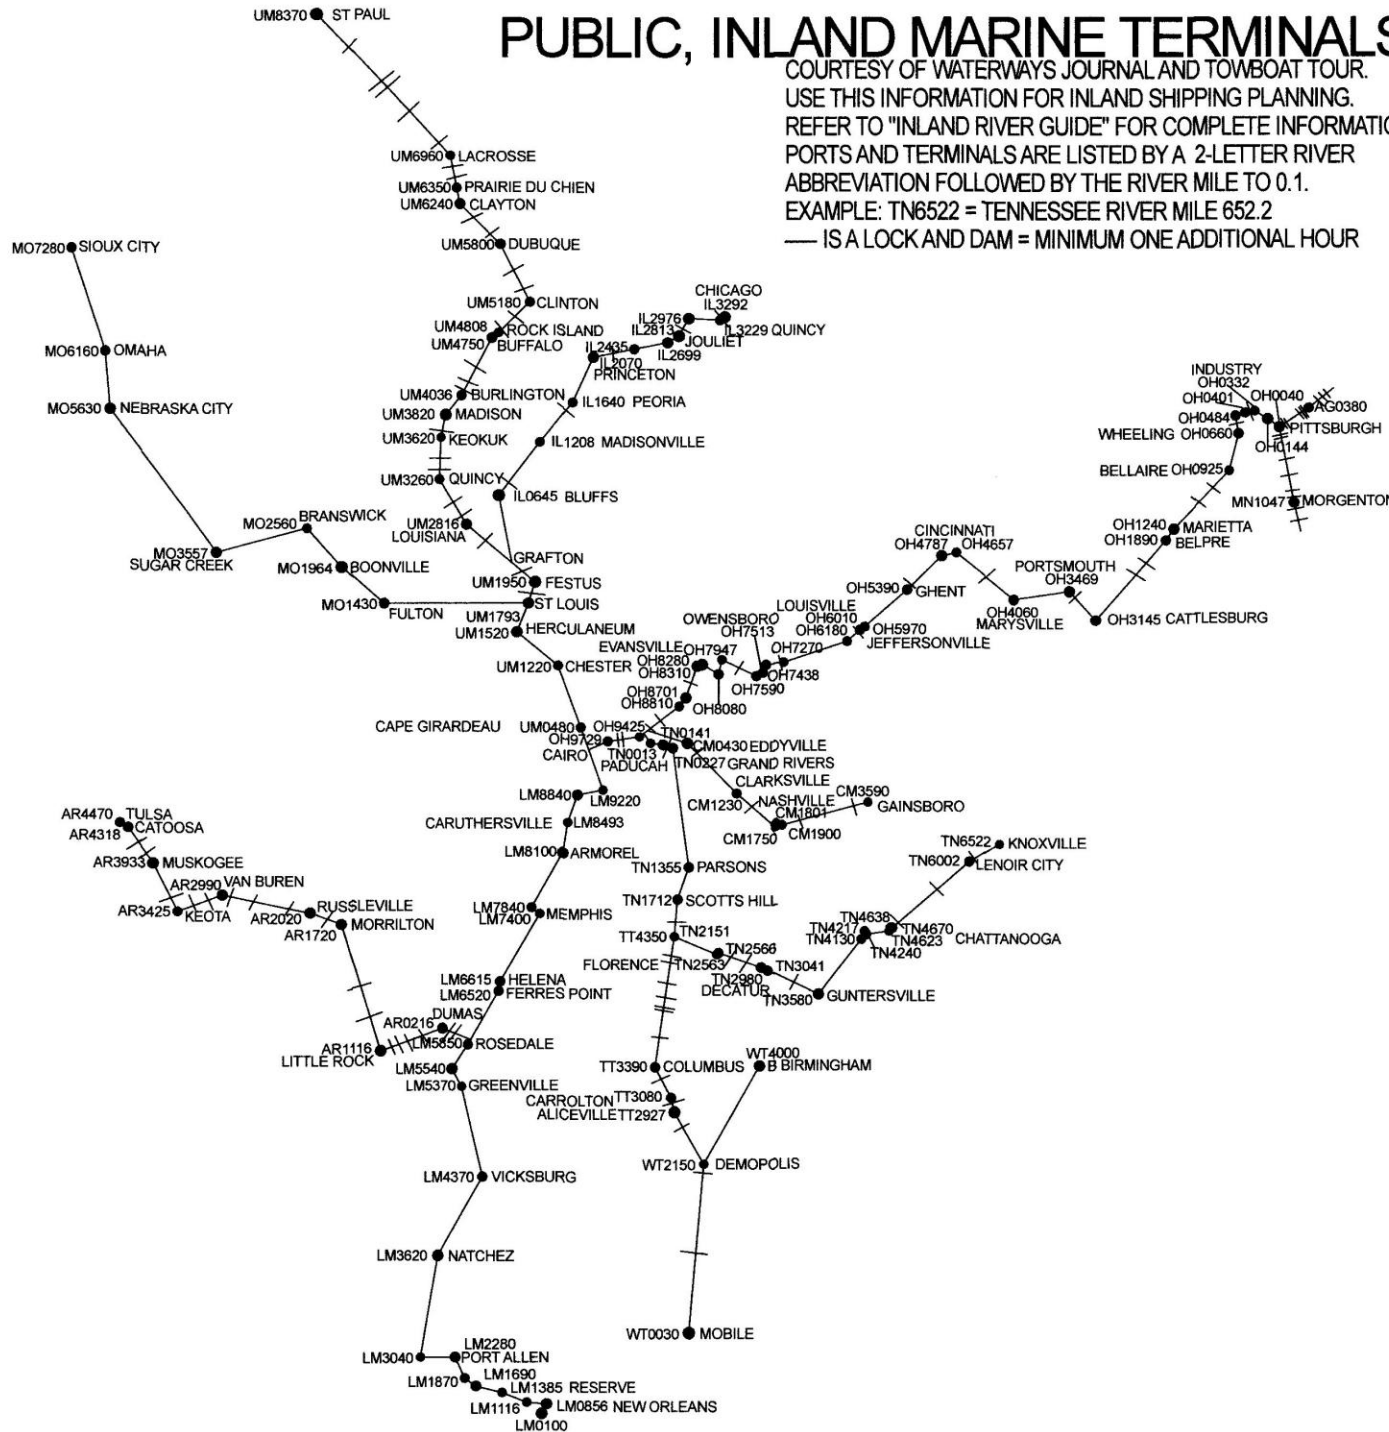 PUBLIC, INLAND MARINE TERMINALS
COURTESY OF WATERWAYS JOURNAL AND TOWBOAT TOUR.
USE THIS INFORMATION FOR INLAND SHIPPING PLANNING.
REFER TO "INLAND RIVER GUIDE" FOR COMPLETE INFORMATIO
PORTS AND TERMINALS ARE LISTED BY A 2-LETTER RIVER
ABBREVIATION FOLLOWED BY THE RIVER MILE TO 0.1.
EXAMPLE: TN6522 = TENNESSEE RIVER MILE 652.2
— IS A LOCK AND DAM = MINIMUM ONE ADDITIONAL HOUR
UM8370 ST PAUL
UM6960 LACROSSE
UM6350 PRAIRIE DU CHIEN
UM6240 CLAYTON
UM5800 DUBUQUE
UM5180 CLINTON
UM4808 ROCK ISLAND
UM4750 BUFFALO
UM4036 BURLINGTON
UM3820 MADISON
UM3620 KEOKUK
UM3260 QUINCY
UM2816
LOUISIANA
GRAFTON
UM1950 FESTUS
ST LOUIS
UM1793
UM1520 HERCULANEUM
UM1220 CHESTER
CAPE GIRARDEAU UM0480
MO7280 SIOUX CITY
MO6160 OMAHA
MO5630 NEBRASKA CITY
MO3557
SUGAR CREEK
BRANSWICK
MO2560
MO1964 BOONVILLE
MO1430
FULTON
CHICAGO
IL3292
IL2976
IL3229 QUINCY
IL2813
JOULIET
IL2699
IL2435
IL2070
PRINCETON
IL1640 PEORIA
IL1208 MADISONVILLE
IL0645 BLUFFS
INDUSTRY
OH0332
OH0040
OH0401
AG0380
OH0484
PITTSBURGH
WHEELING OH0660
OH0144
BELLAIRE OH0925
MN1047 MORGENTON
OH1240 MARIETTA
OH1890 BELPRE
CINCINNATI
OH4787 OH4657
PORTSMOUTH
OH3469
OH4060
MARYSVILLE
OH3145 CATTLESBURG
OH5390 GHENT
LOUISVILLE
OH6010
OH5970
OH6180
JEFFERSONVILLE
OWENSBORO
OH7513
OH7270
OH7438
OH7590
EVANSVILLE
OH7947
OH8280
OH8310
OH8080
OH8701
OH8810
OH9425
OH9729
CAIRO
TN0141
TN0013
PADUCAH
TN0227
CM0430 EDDYVILLE
GRAND RIVERS
CLARKSVILLE
CM1230
NASHVILLE
CM1801
CM1750
CM1900
CM3590
GAINSBORO
LM9220
LM8840
CARUTHERSVILLE LM8493
LM8100 ARMOREL
LM7840
LM7400 MEMPHIS
LM6615 HELENA
LM6520 FERRES POINT
DUMAS
AR0216
LM5850 ROSEDALE
LM5540
LM5370 GREENVILLE
LM4370 VICKSBURG
LM3620 NATCHEZ
LM3040
LM2280
PORT ALLEN
LM1870
LM1690
LM1385 RESERVE
LM1116
LM0856 NEW ORLEANS
LM0100
AR4470 TULSA
AR4318 CATOOSA
AR3933 MUSKOGEE
AR3425
KEOTA
AR2990 VAN BUREN
AR2020
RUSSLEVILLE
AR1720
MORRILTON
AR1116
LITTLE ROCK
TN6522 KNOXVILLE
TN6002 LENOIR CITY
TN1355 PARSONS
TN1712 SCOTTS HILL
TN2151
TT4350
FLORENCE
TN2563
TN2566
TN2980
DECATUR
TN3041
TN3580 GUNTERSVILLE
TN4638
TN4217
TN4130
TN4240
TN4670
TN4623
CHATTANOOGA
TT3390 COLUMBUS
WT4000
B BIRMINGHAM
CARROLTON TT3080
ALICEVILLE TT2927
WT2150 DEMOPOLIS
WT0030 MOBILE